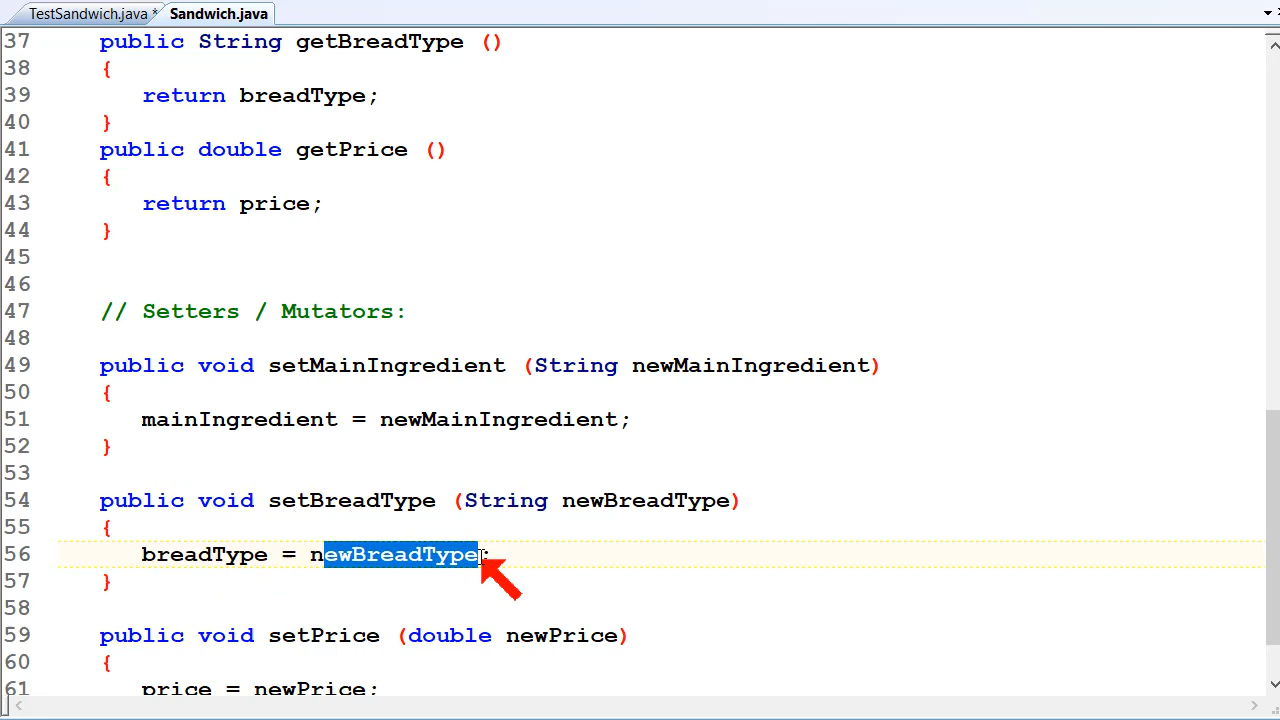 TestSandwich.java * Sandwich.java
37 public String getBreadType ()
38 {
39 return breadType;
40 }
41 public double getPrice ()
42 {
43 return price;
44 }
45
46
47 // Setters / Mutators:
48
49 public void setMainIngredient (String newMainIngredient)
50 {
51 mainIngredient = newMainIngredient;
52 }
53
54 public void setBreadType (String newBreadType)
55 {
56 breadType = newBreadType;
57 }
58
59 public void setPrice (double newPrice)
60 {
61 price = newPrice;